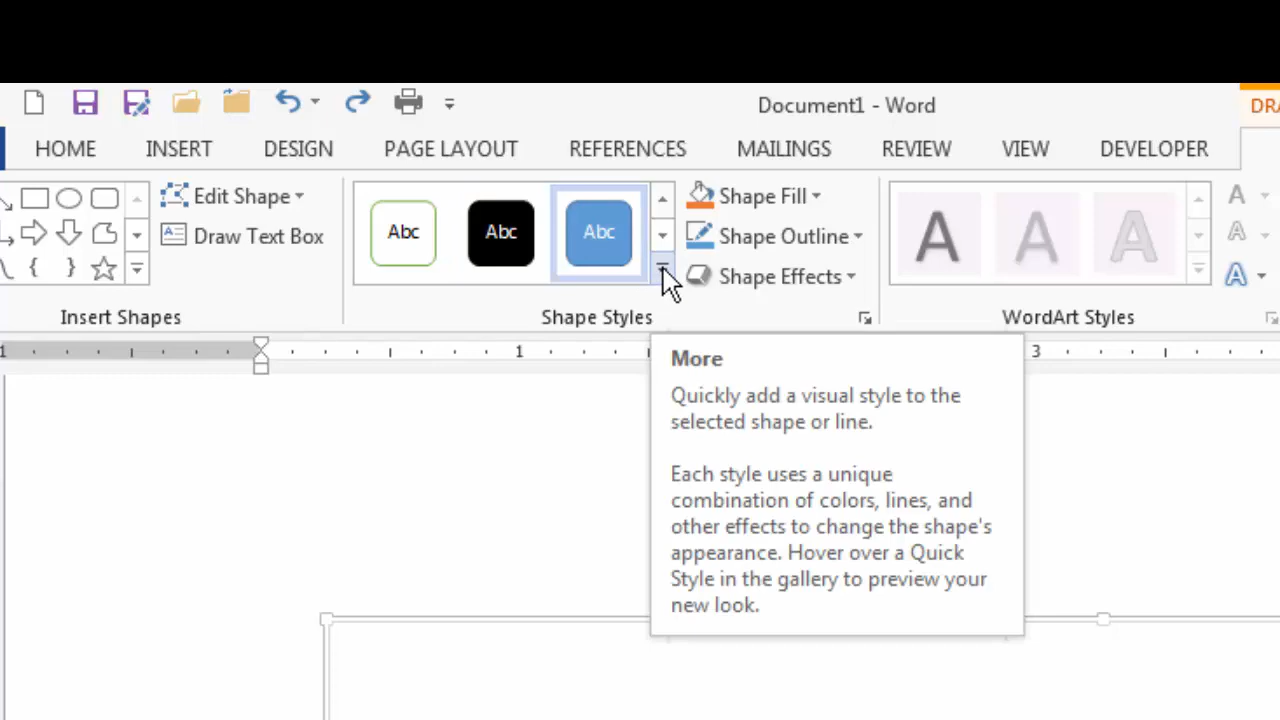 Document1 - Word
DRA
HOME INSERT DESIGN PAGE LAYOUT REFERENCES MAILINGS REVIEW VIEW DEVELOPER
Edit Shape
Draw Text Box
Insert Shapes
Abc Abc Abc
Shape Fill
Shape Outline
Shape Effects
Shape Styles
A A A
A
A
A
WordArt Styles
1 1 3
More
Quickly add a visual style to the
selected shape or line.
Each style uses a unique
combination of colors, lines, and
other effects to change the shape's
appearance. Hover over a Quick
Style in the gallery to preview your
new look.